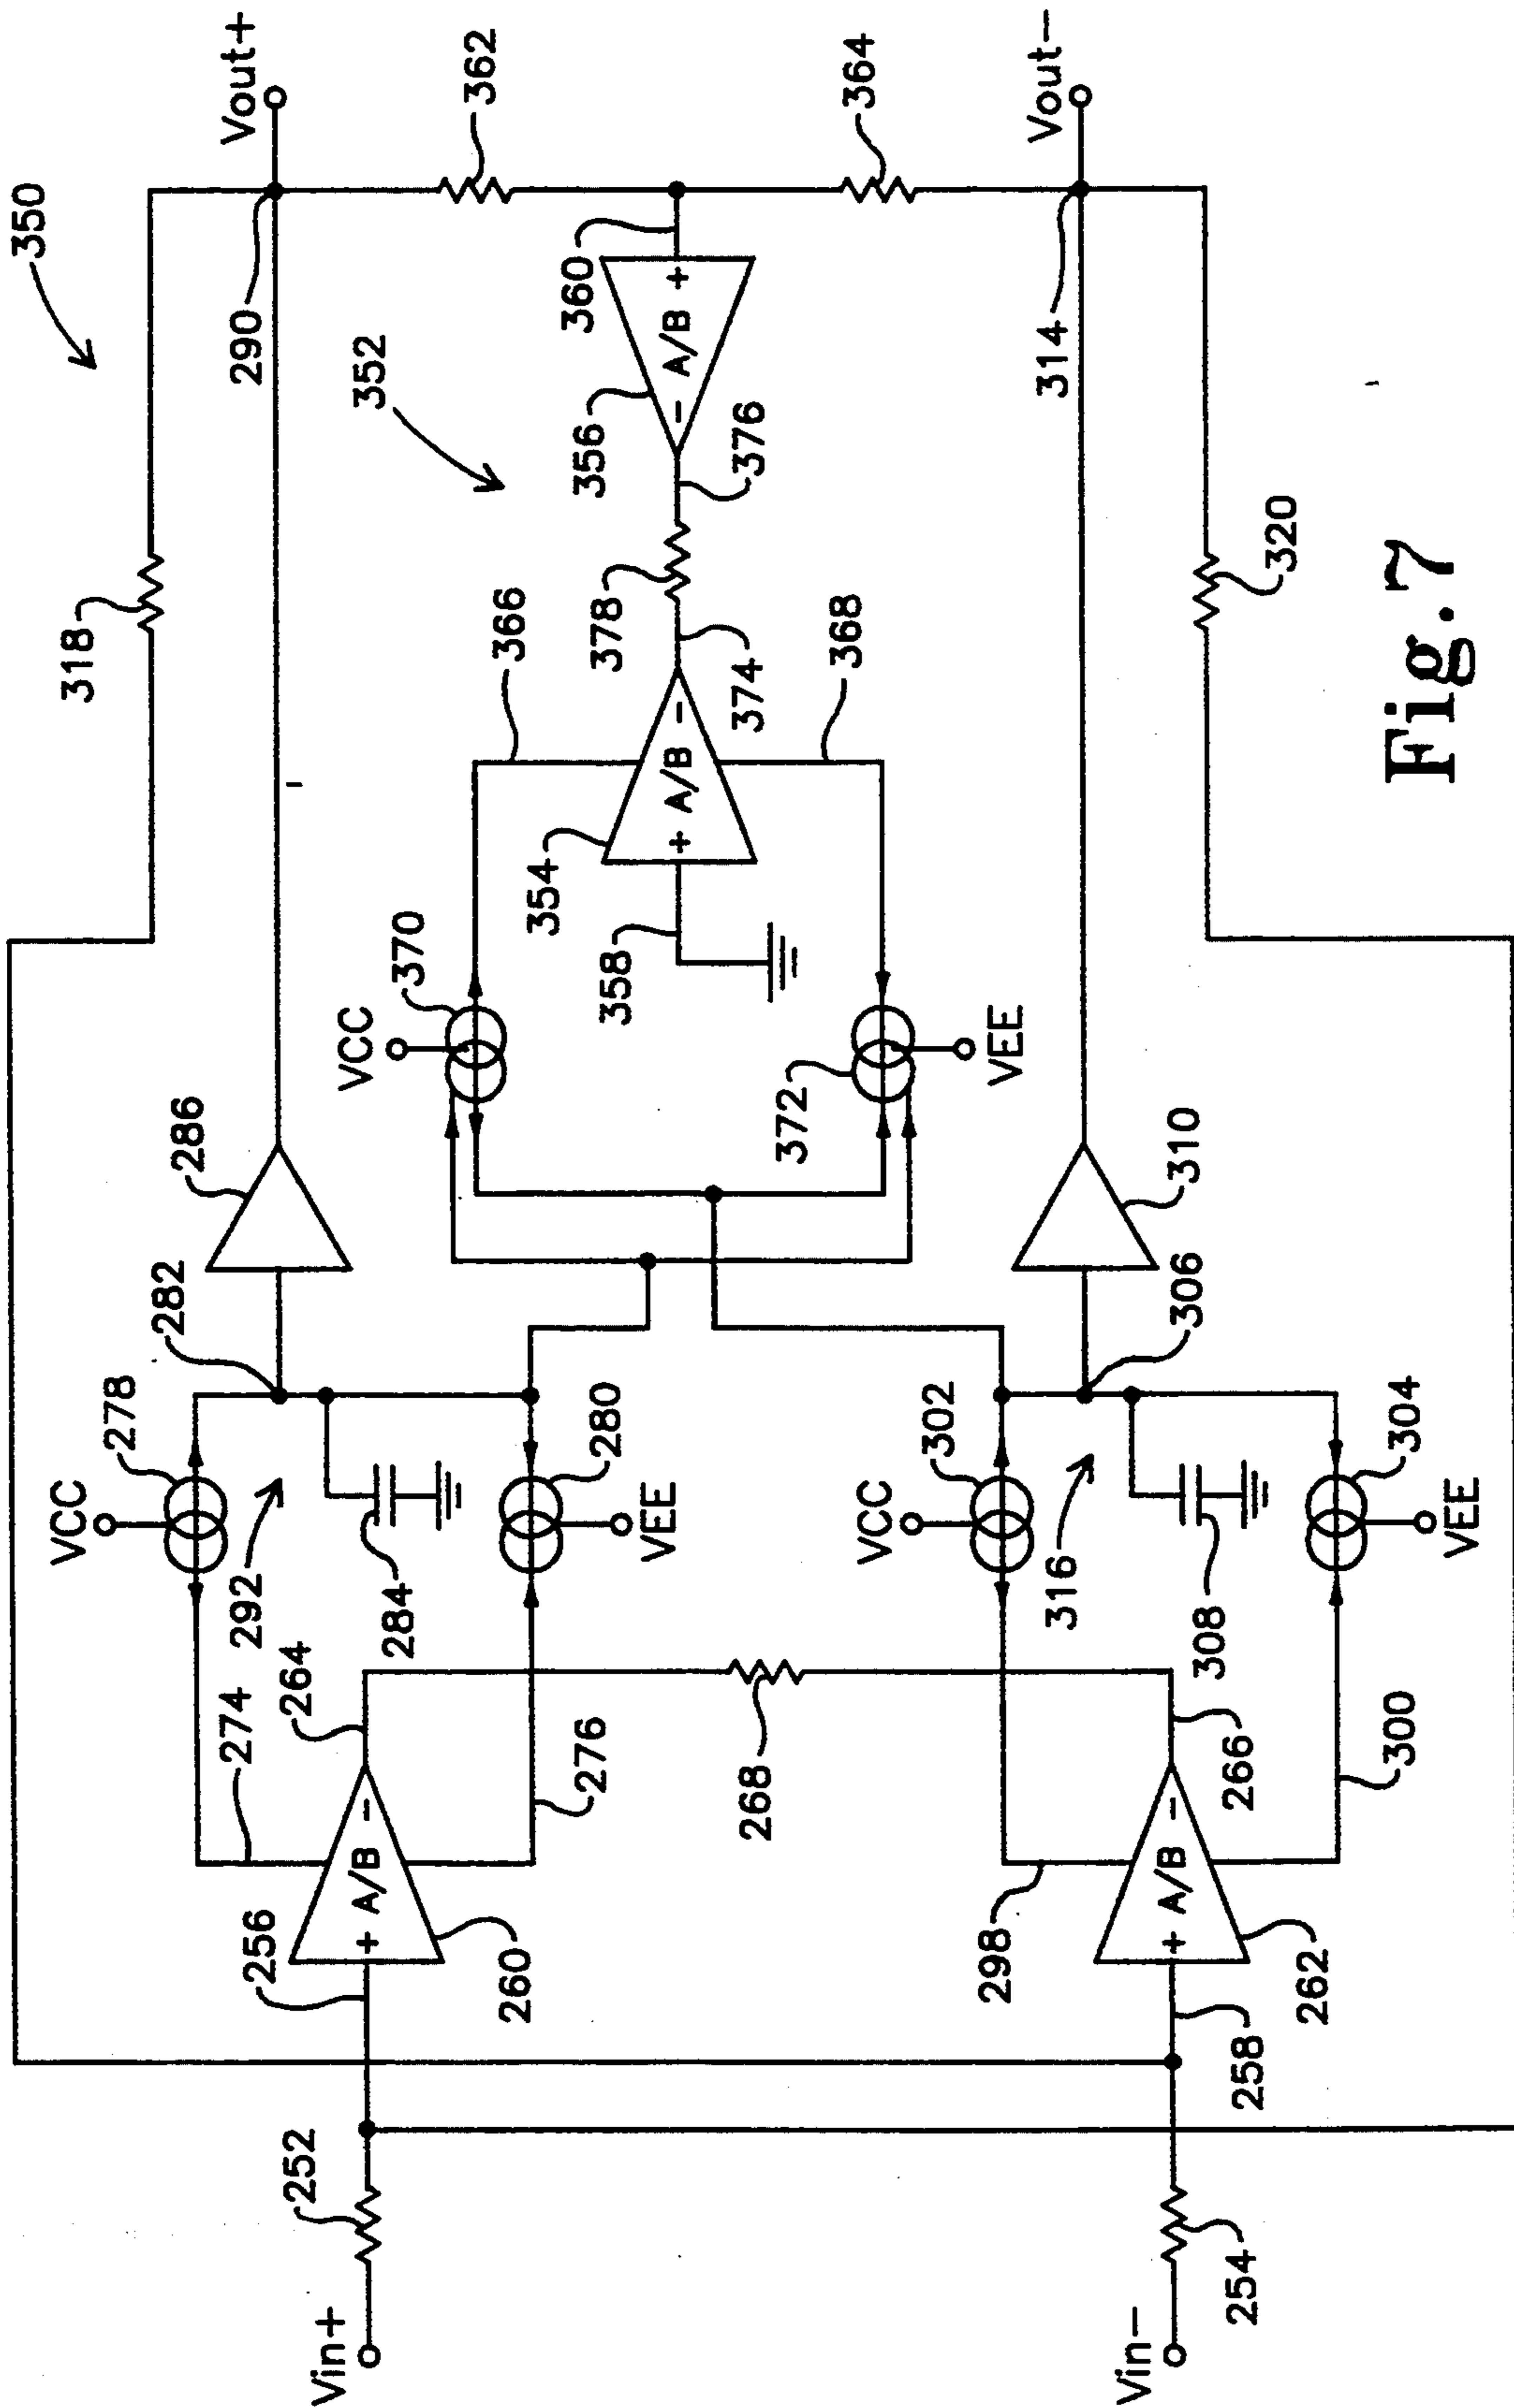 350
318
Vout+
290
362
352
360
356
376
378
366
374
368
354
358
370
VCC
372
VEE
364
Vout−
314
320
286
282
VCC
278
292
284
280
VEE
310
306
VCC
302
316
308
304
VEE
274
264
276
268
298
266
300
256
+ A/B −
260
+ A/B −
262
258
+ A/B −
− A/B +
252
Vin+
254
Vin−
Fig.7